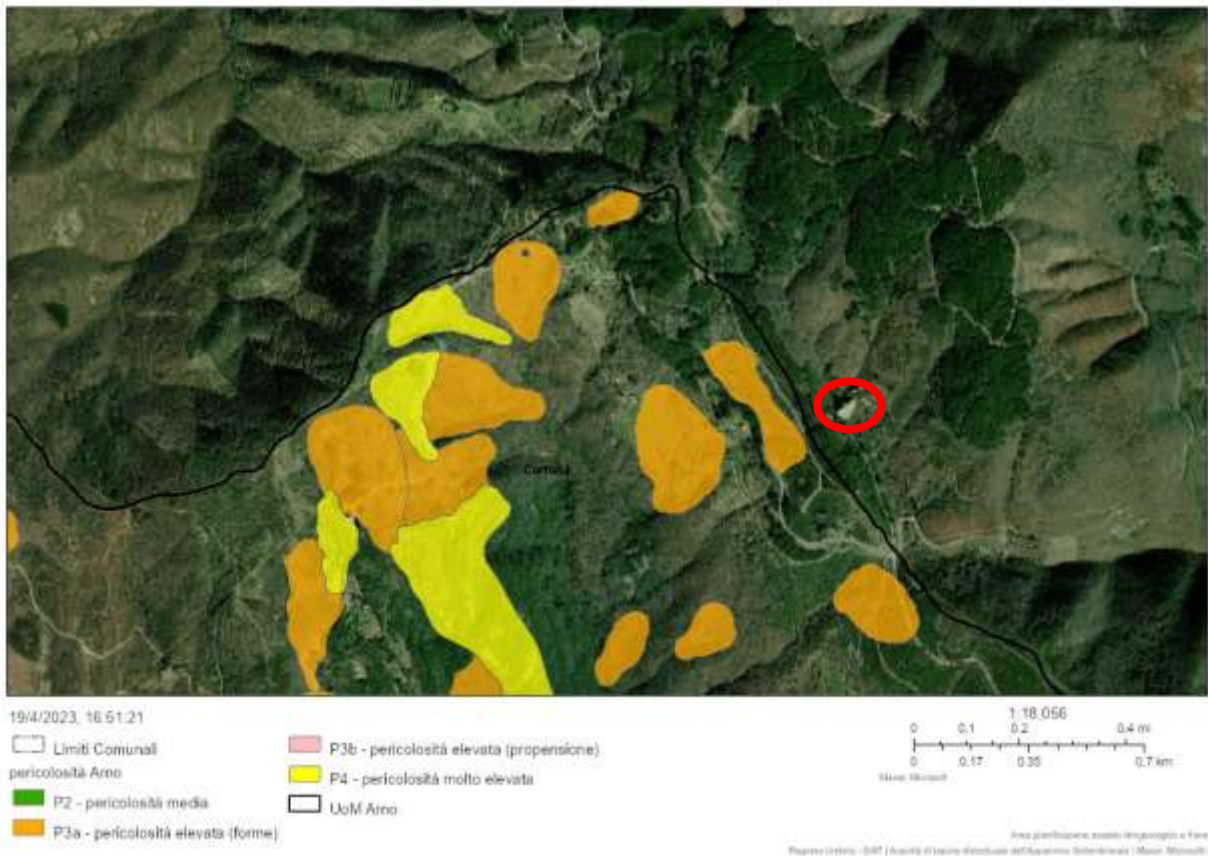 Cortona
19/4/2023, 16:51:21
Limiti Comunali
pericolosità Arno
P2 - pericolosità media
P3a - pericolosità elevata (forme)
P3b - pericolosità elevata (propensione)
P4 - pericolosità molto elevata
UoM Arno
1:18,056
0 0.1 0.2 0.4 mi
0 0.17 0.35 0.7 km
Maxar, Microsoft